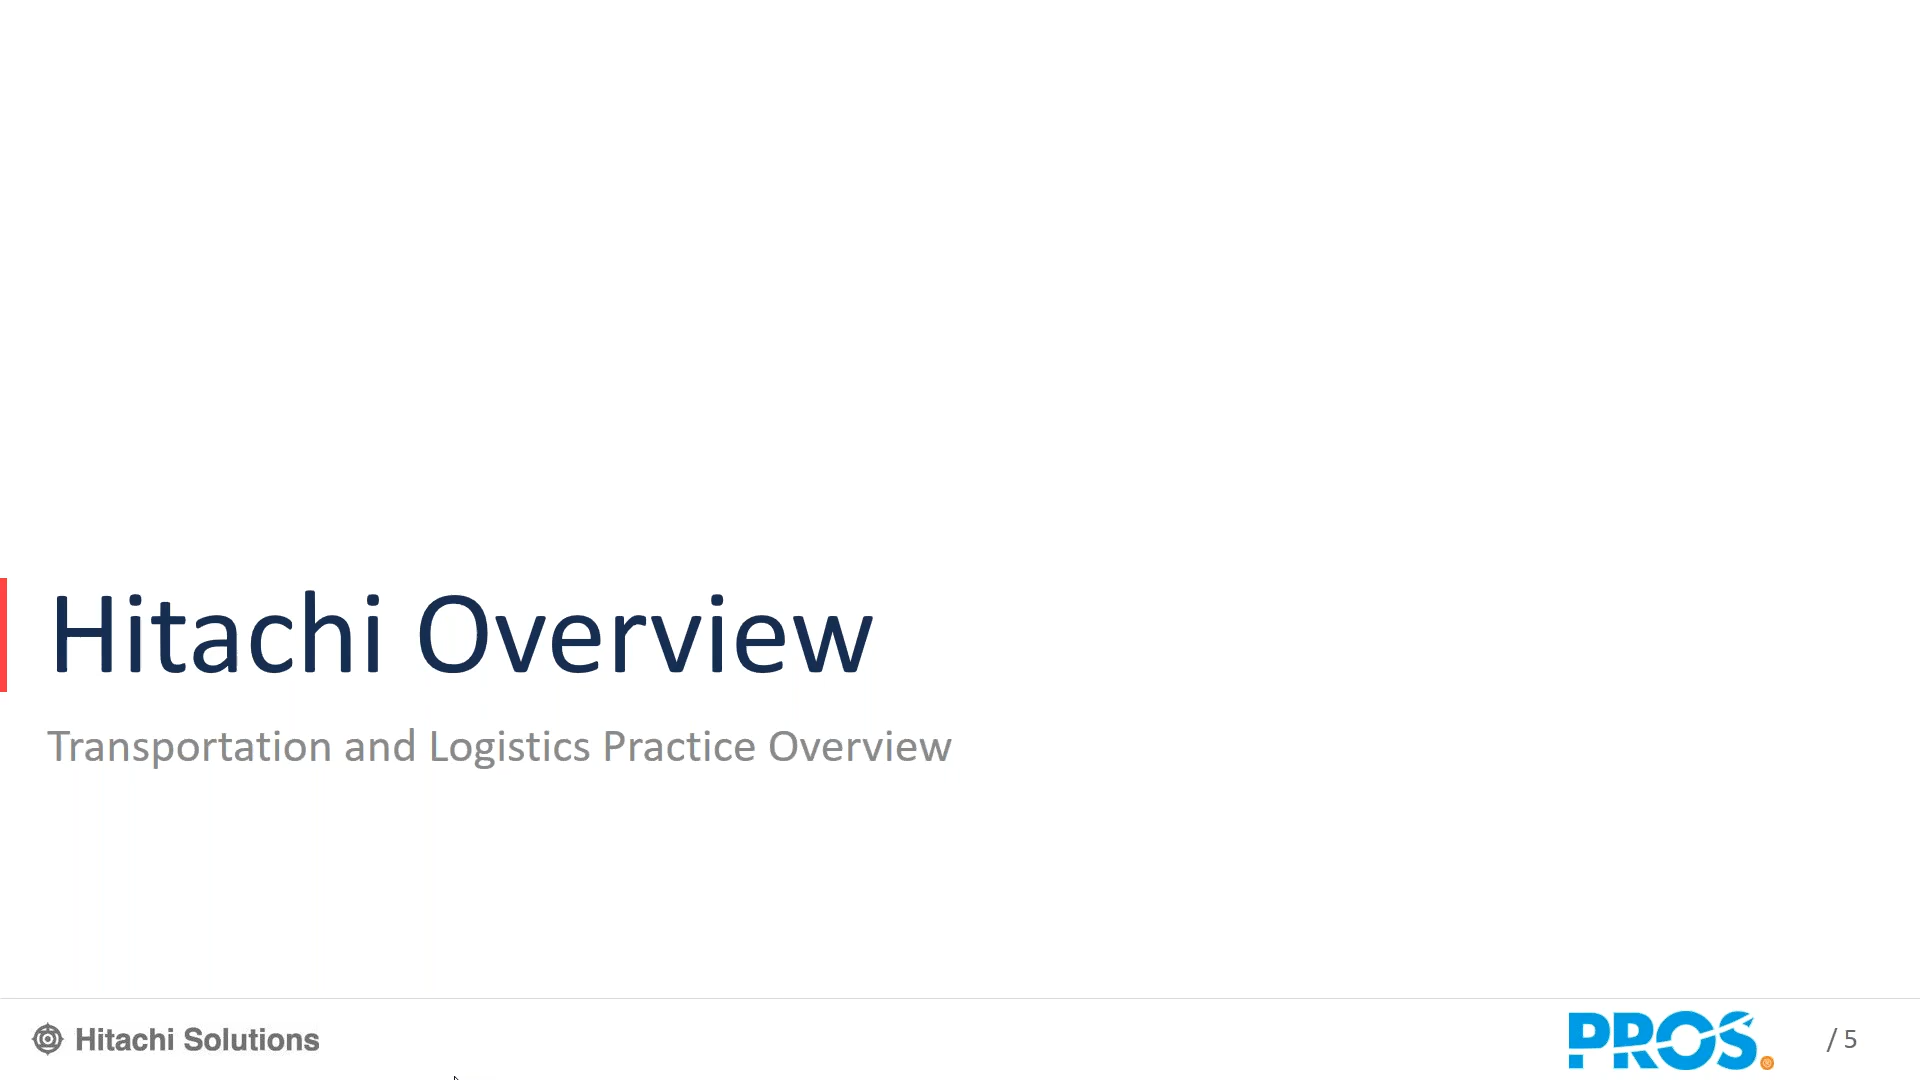 Hitachi Overview
Transportation and Logistics Practice Overview
Hitachi Solutions
PROS
/ 5